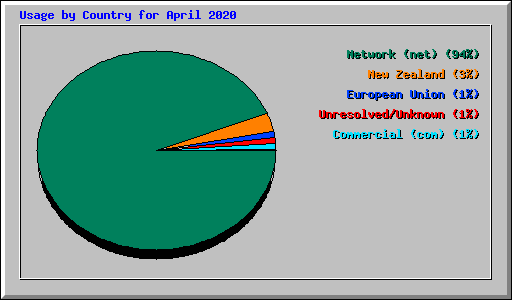 Usage by Country for April 2020
Network (net) (94%)
New Zealand (3%)
European Union (1%)
Unresolved/Unknown (1%)
Commercial (com) (1%)